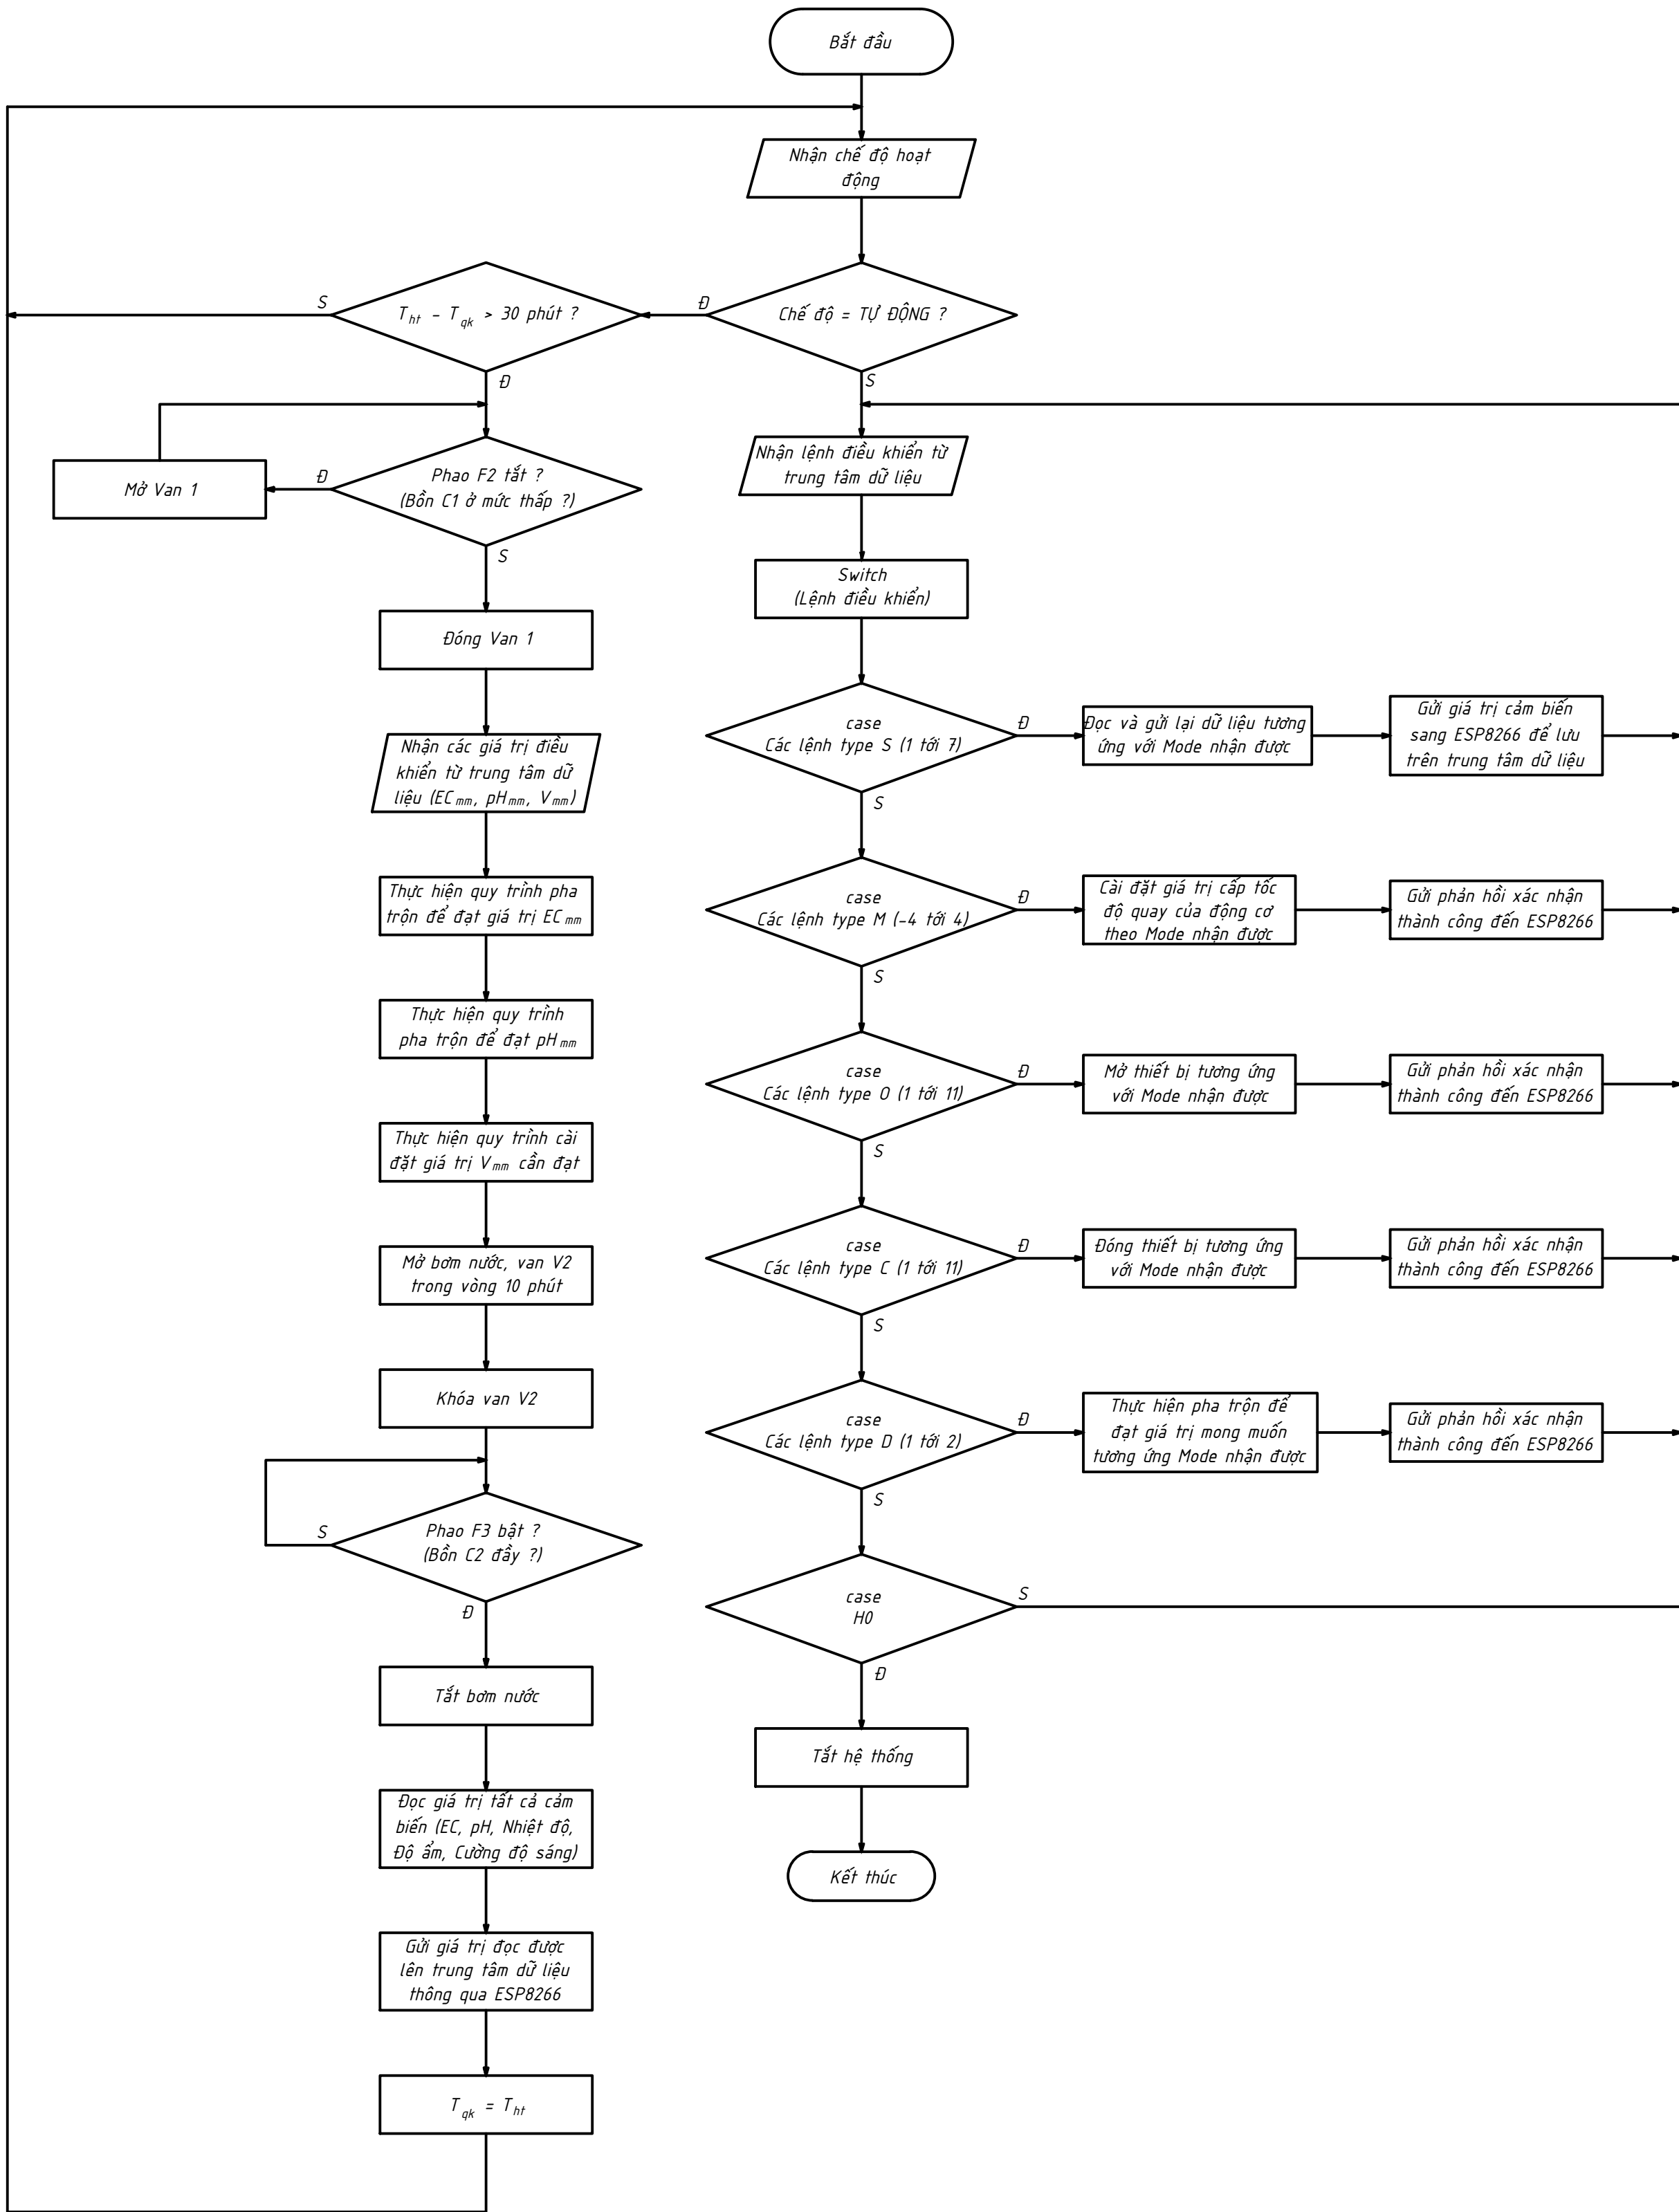 Bắt đầu
Nhận chế độ hoạt
động
Chế độ = TỰ ĐỘNG ?
Đ
S
T ht – T qk > 30 phút ?
S
Đ
Phao F2 tắt ?
(Bồn C1 ở mức thấp ?)
Đ
S
Mở Van 1
Đóng Van 1
Nhận các giá trị điều
khiển từ trung tâm dữ
liệu (EC mm, pH mm, V mm)
Thực hiện quy trình pha
trộn để đạt giá trị EC mm
Thực hiện quy trình
pha trộn để đạt pH mm
Thực hiện quy trình cài
đặt giá trị V mm cần đạt
Mở bơm nước, van V2
trong vòng 10 phút
Khóa van V2
Phao F3 bật ?
(Bồn C2 đầy ?)
S
Đ
Tắt bơm nước
Đọc giá trị tất cả cảm
biến (EC, pH, Nhiệt độ,
Độ ẩm, Cường độ sáng)
Gửi giá trị đọc được
lên trung tâm dữ liệu
thông qua ESP8266
T qk = T ht
Nhận lệnh điều khiển từ
trung tâm dữ liệu
Switch
(Lệnh điều khiển)
case
Các lệnh type S (1 tới 7)
Đ
S
Đọc và gửi lại dữ liệu tương
ứng với Mode nhận được
Gửi giá trị cảm biến
sang ESP8266 để lưu
trên trung tâm dữ liệu
case
Các lệnh type M (-4 tới 4)
Đ
S
Cài đặt giá trị cấp tốc
độ quay của động cơ
theo Mode nhận được
Gửi phản hồi xác nhận
thành công đến ESP8266
case
Các lệnh type O (1 tới 11)
Đ
S
Mở thiết bị tương ứng
với Mode nhận được
Gửi phản hồi xác nhận
thành công đến ESP8266
case
Các lệnh type C (1 tới 11)
Đ
S
Đóng thiết bị tương ứng
với Mode nhận được
Gửi phản hồi xác nhận
thành công đến ESP8266
case
Các lệnh type D (1 tới 2)
Đ
S
Thực hiện pha trộn để
đạt giá trị mong muốn
tương ứng Mode nhận được
Gửi phản hồi xác nhận
thành công đến ESP8266
case
H0
S
Đ
Tắt hệ thống
Kết thúc